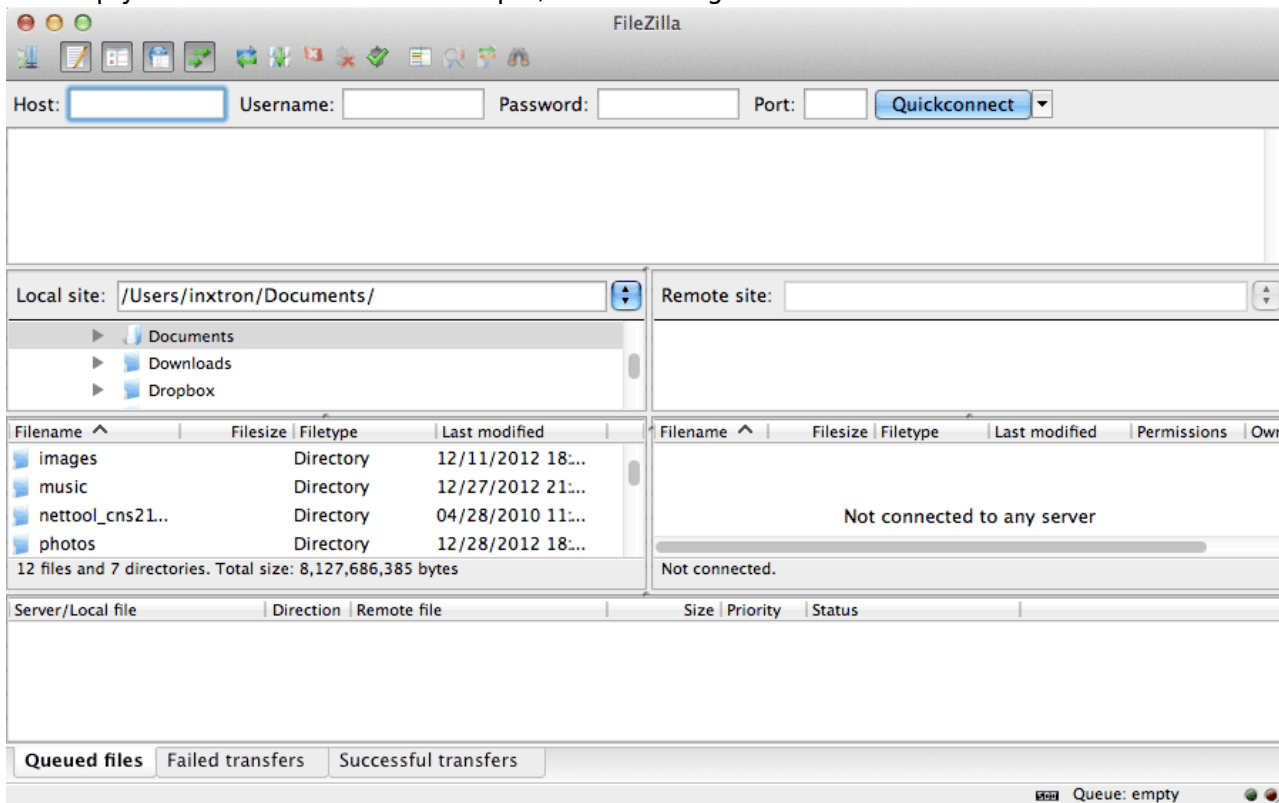 FileZilla
Host: Username: Password: Port: Quickconnect
Local site: /Users/inxtron/Documents/ Remote site:
Documents
Downloads
Dropbox
Filename Filesize Filetype Last modified Filename Filesize Filetype Last modified Permissions Own
images Directory 12/11/2012 18:...
music Directory 12/27/2012 21:...
nettool_cns21... Directory 04/28/2010 11:... Not connected to any server
photos Directory 12/28/2012 18:...
12 files and 7 directories. Total size: 8,127,686,385 bytes Not connected.
Server/Local file Direction Remote file Size Priority Status
Queued files Failed transfers Successful transfers
Queue: empty